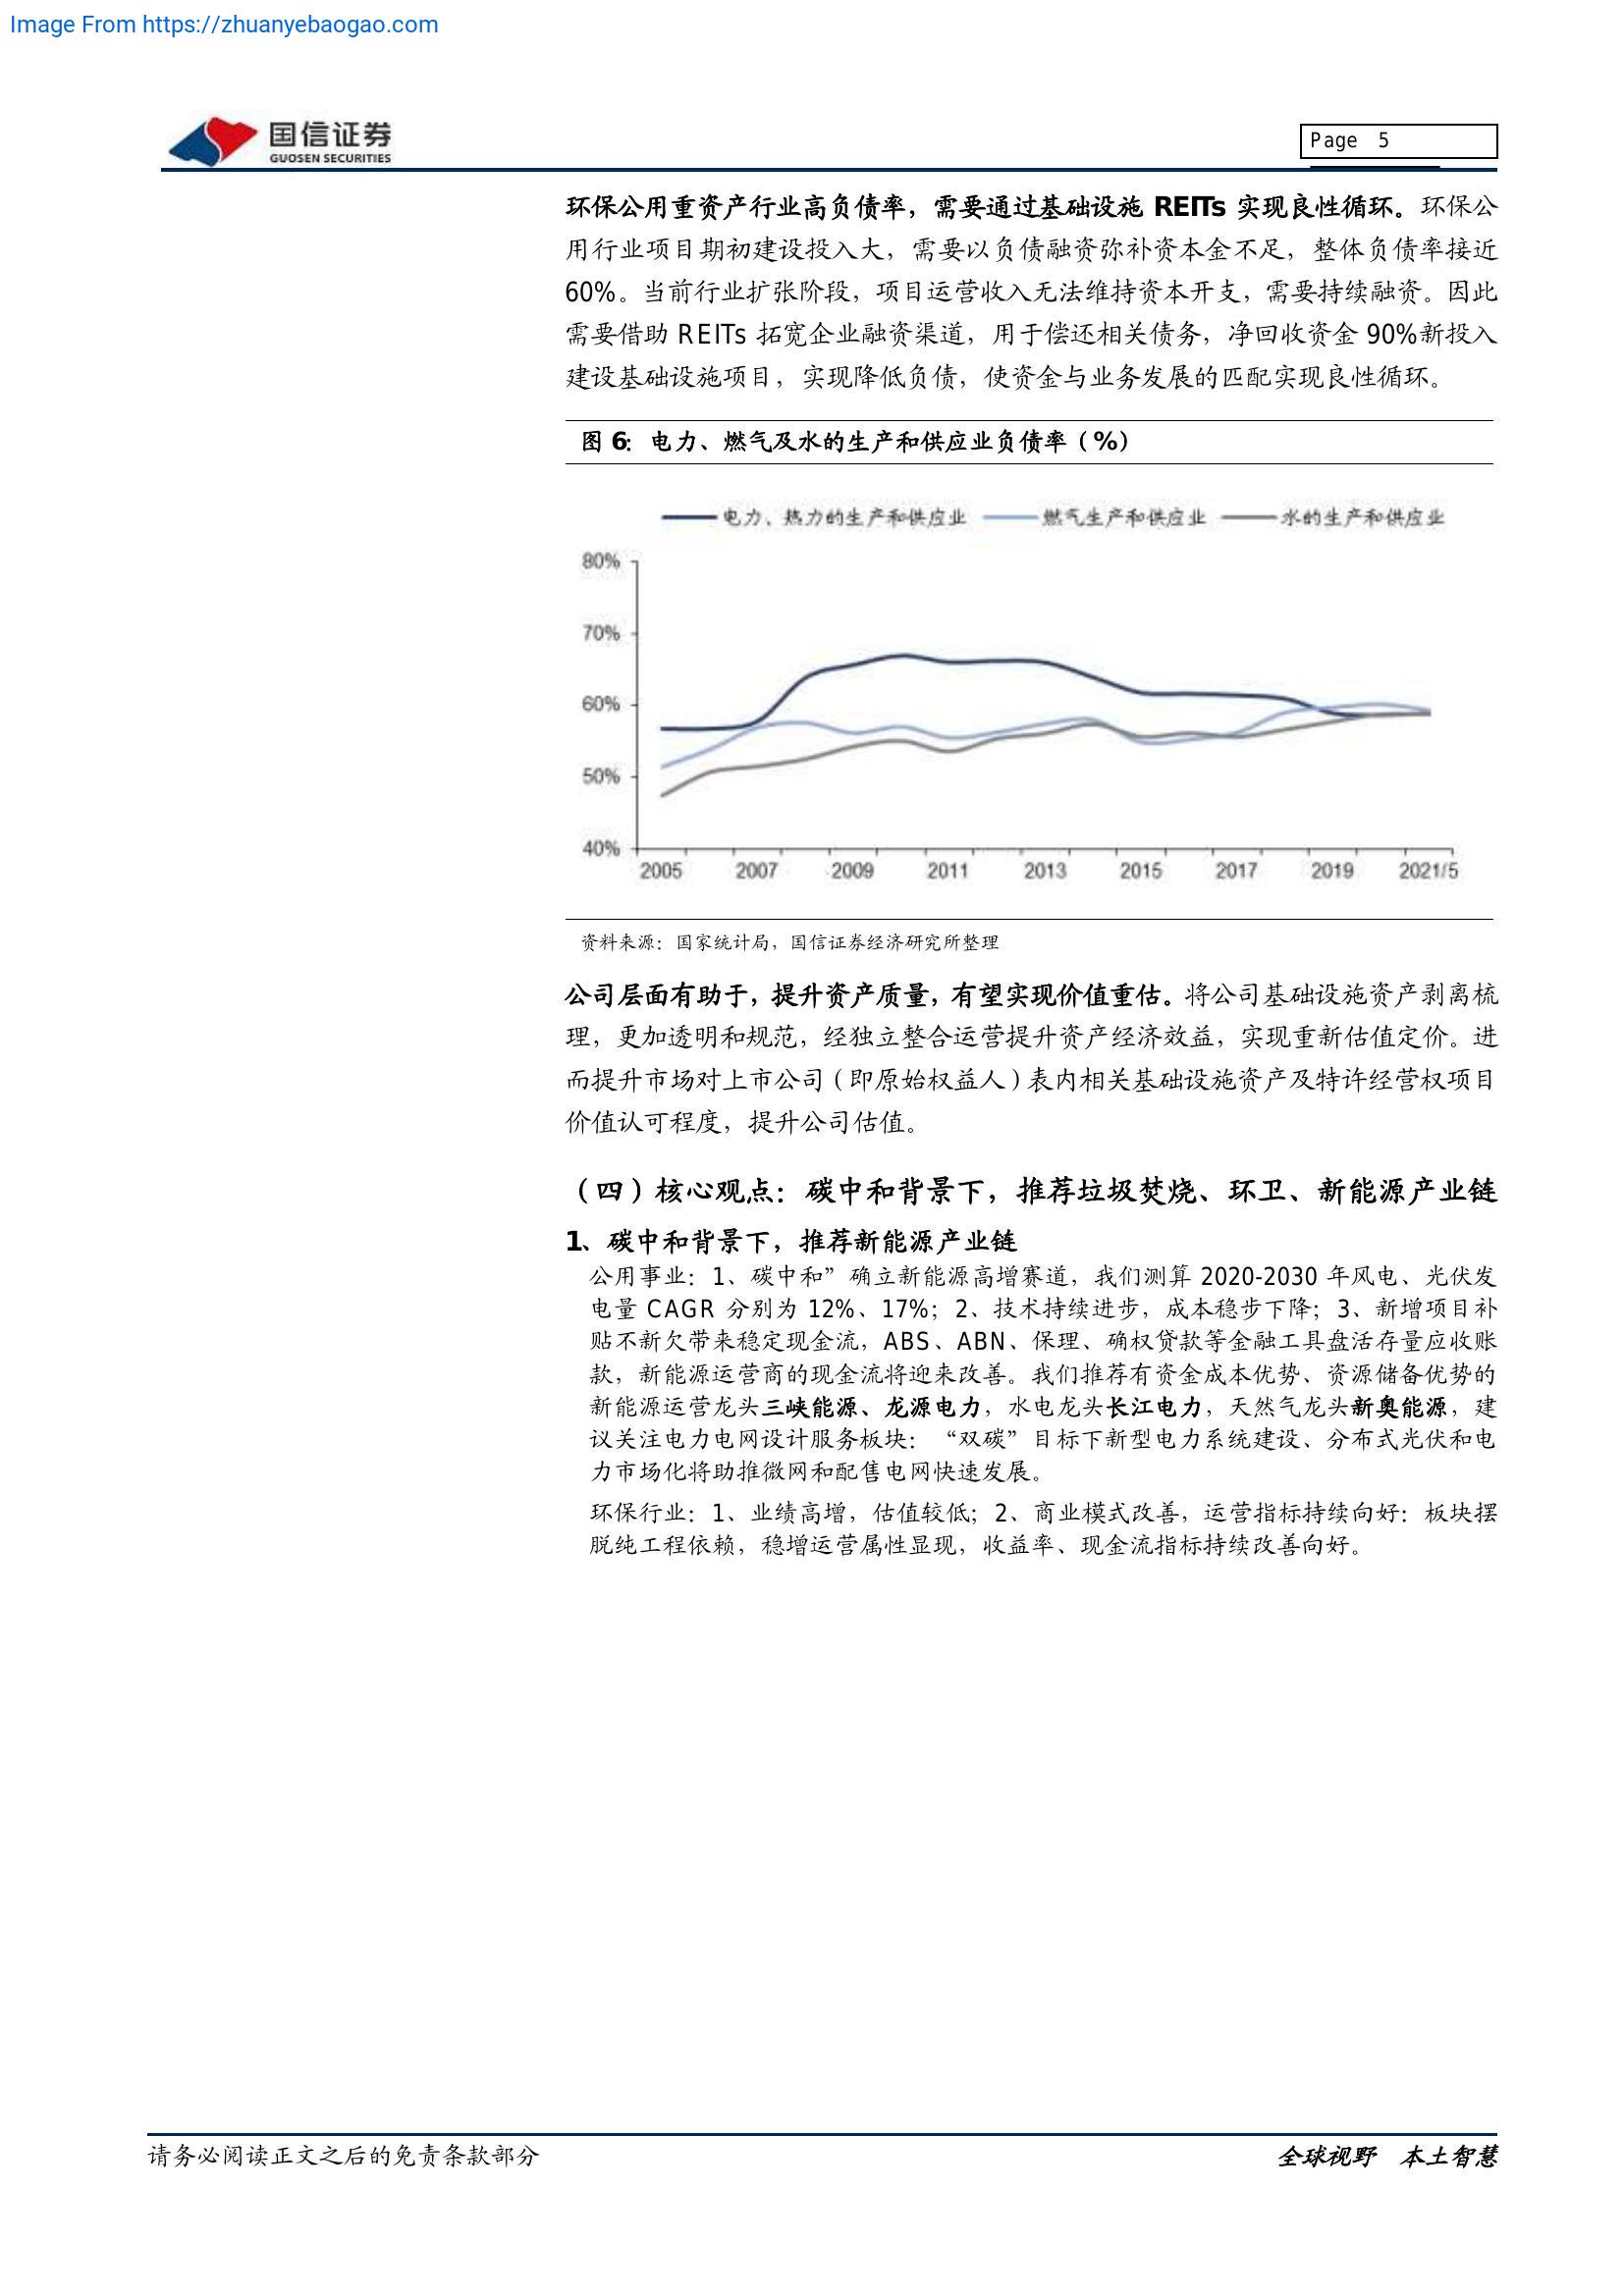 Image From https://zhuanyebaogao.com
国信证券
GUOSEN SECURITIES
Page 5
环保公用重资产行业高负债率，需要通过基础设施 REITs 实现良性循环。环保公
用行业项目期初建设投入大，需要以负债融资弥补资本金不足，整体负债率接近
60%。当前行业扩张阶段，项目运营收入无法维持资本开支，需要持续融资。因此
需要借助 REITs 拓宽企业融资渠道，用于偿还相关债务，净回收资金 90%新投入
建设基础设施项目，实现降低负债，使资金与业务发展的匹配实现良性循环。
图 6：电力、燃气及水的生产和供应业负债率（%）
电力、热力的生产和供应业 燃气生产和供应业 水的生产和供应业
80%
70%
60%
50%
40%
2005 2007 2009 2011 2013 2015 2017 2019 2021/5
资料来源：国家统计局，国信证券经济研究所整理
公司层面有助于，提升资产质量，有望实现价值重估。将公司基础设施资产剥离梳
理，更加透明和规范，经独立整合运营提升资产经济效益，实现重新估值定价。进
而提升市场对上市公司（即原始权益人）表内相关基础设施资产及特许经营权项目
价值认可程度，提升公司估值。
（四）核心观点：碳中和背景下，推荐垃圾焚烧、环卫、新能源产业链
1、碳中和背景下，推荐新能源产业链
公用事业：1、碳中和”确立新能源高增赛道，我们测算 2020-2030 年风电、光伏发
电量 CAGR 分别为 12%、17%；2、技术持续进步，成本稳步下降；3、新增项目补
贴不新欠带来稳定现金流，ABS、ABN、保理、确权贷款等金融工具盘活存量应收账
款，新能源运营商的现金流将迎来改善。我们推荐有资金成本优势、资源储备优势的
新能源运营龙头三峡能源、龙源电力，水电龙头长江电力，天然气龙头新奥能源，建
议关注电力电网设计服务板块：“双碳”目标下新型电力系统建设、分布式光伏和电
力市场化将助推微网和配售电网快速发展。
环保行业：1、业绩高增，估值较低；2、商业模式改善，运营指标持续向好：板块摆
脱纯工程依赖，稳增运营属性显现，收益率、现金流指标持续改善向好。
请务必阅读正文之后的免责条款部分
全球视野 本土智慧